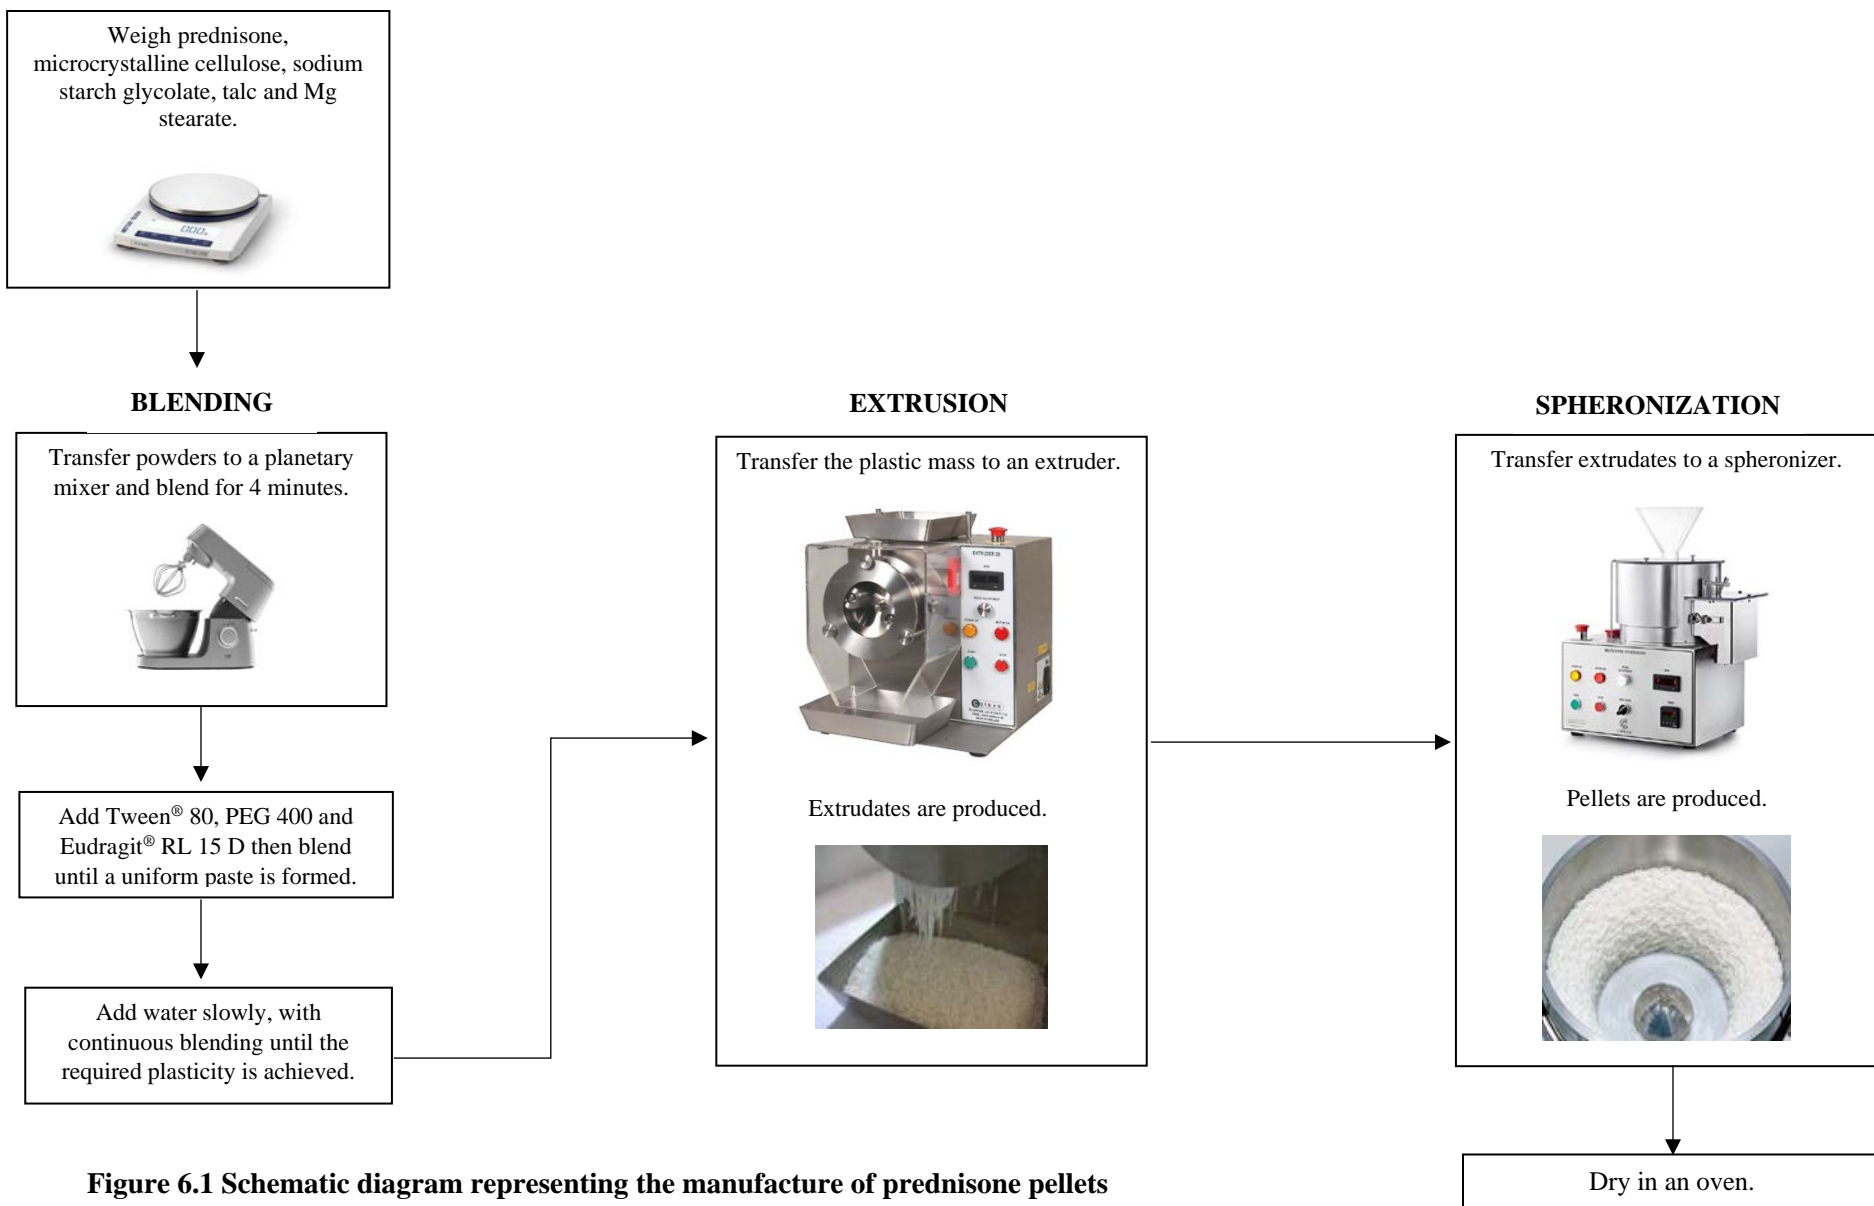 Weigh prednisone,
microcrystalline cellulose, sodium
starch glycolate, talc and Mg
stearate.
BLENDING
Transfer powders to a planetary
mixer and blend for 4 minutes.
Add Tween® 80, PEG 400 and
Eudragit® RL 15 D then blend
until a uniform paste is formed.
Add water slowly, with
continuous blending until the
required plasticity is achieved.
EXTRUSION
Transfer the plastic mass to an extruder.
EXTRUDER 20
Extrudates are produced.
SPHERONIZATION
Transfer extrudates to a spheronizer.
Pellets are produced.
Dry in an oven.
Figure 6.1 Schematic diagram representing the manufacture of prednisone pellets